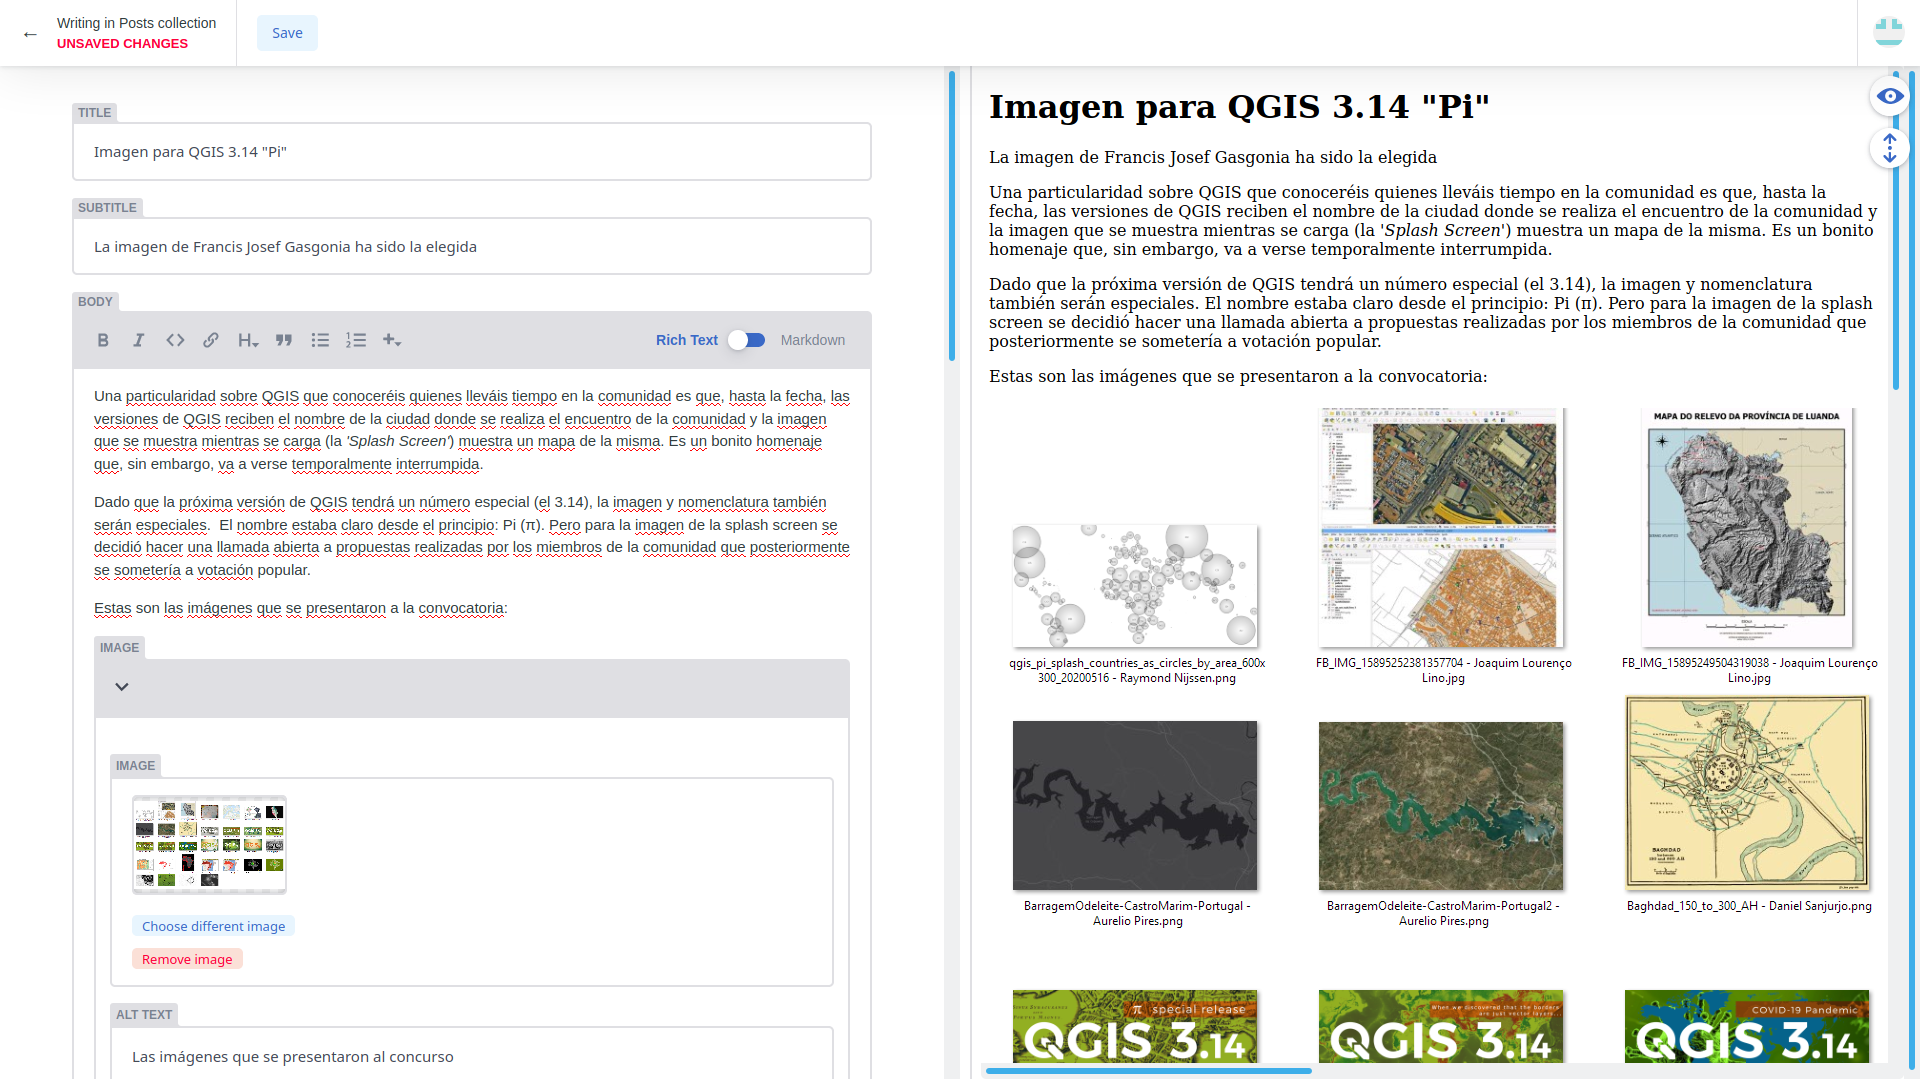 Writing in Posts collection
UNSAVED CHANGES
Save
TITLE
Imagen para QGIS 3.14 "Pi"
SUBTITLE
La imagen de Francis Josef Gasgonia ha sido la elegida
BODY
Rich Text
Markdown
Una particularidad sobre QGIS que conoceréis quienes lleváis tiempo en la comunidad es que, hasta la fecha, las
versiones de QGIS reciben el nombre de la ciudad donde se realiza el encuentro de la comunidad y la imagen
que se muestra mientras se carga (la 'Splash Screen') muestra un mapa de la misma. Es un bonito homenaje
que, sin embargo, va a verse temporalmente interrumpida.
Dado que la próxima versión de QGIS tendrá un número especial (el 3.14), la imagen y nomenclatura también
serán especiales.  El nombre estaba claro desde el principio: Pi (π). Pero para la imagen de la splash screen se
decidió hacer una llamada abierta a propuestas realizadas por los miembros de la comunidad que posteriormente
se sometería a votación popular.
Estas son las imágenes que se presentaron a la convocatoria:
IMAGE
IMAGE
Choose different image
Remove image
ALT TEXT
Las imágenes que se presentaron al concurso
Imagen para QGIS 3.14 "Pi"
La imagen de Francis Josef Gasgonia ha sido la elegida
Una particularidad sobre QGIS que conoceréis quienes lleváis tiempo en la comunidad es que, hasta la
fecha, las versiones de QGIS reciben el nombre de la ciudad donde se realiza el encuentro de la comunidad y
la imagen que se muestra mientras se carga (la 'Splash Screen') muestra un mapa de la misma. Es un bonito
homenaje que, sin embargo, va a verse temporalmente interrumpida.
Dado que la próxima versión de QGIS tendrá un número especial (el 3.14), la imagen y nomenclatura
también serán especiales. El nombre estaba claro desde el principio: Pi (π). Pero para la imagen de la splash
screen se decidió hacer una llamada abierta a propuestas realizadas por los miembros de la comunidad que
posteriormente se sometería a votación popular.
Estas son las imágenes que se presentaron a la convocatoria:
MAPA DO RELEVO DA PROVÍNCIA DE LUANDA
qgis_pi_splash_countries_as_circles_by_area_600x
300_20200516 - Raymond Nijssen.png
FB_IMG_15895252381357704 - Joaquim Lourenço
Lino.jpg
FB_IMG_15895249504319038 - Joaquim Lourenço
Lino.jpg
BAGHDAD
BarragemOdeleite-CastroMarim-Portugal -
Aurelio Pires.png
BarragemOdeleite-CastroMarim-Portugal2 -
Aurelio Pires.png
Baghdad_150_to_300_AH - Daniel Sanjurjo.png
π special release
QGIS 3.14
When we discovered that the borders
are just vector layers...
QGIS 3.14
COVID-19 Pandemic
QGIS 3.14